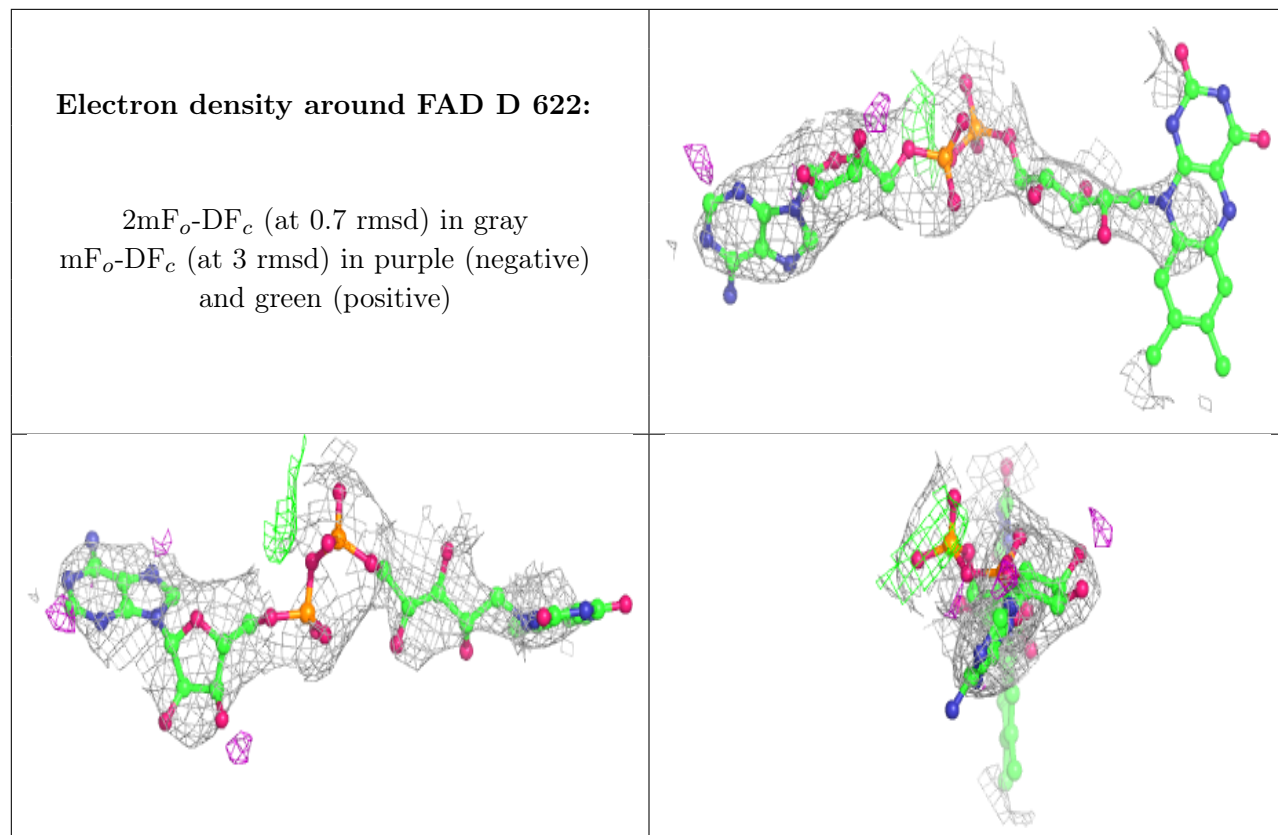 Electron density around FAD D 622:
2mFo-DFc (at 0.7 rmsd) in gray
mFo-DFc (at 3 rmsd) in purple (negative)
and green (positive)